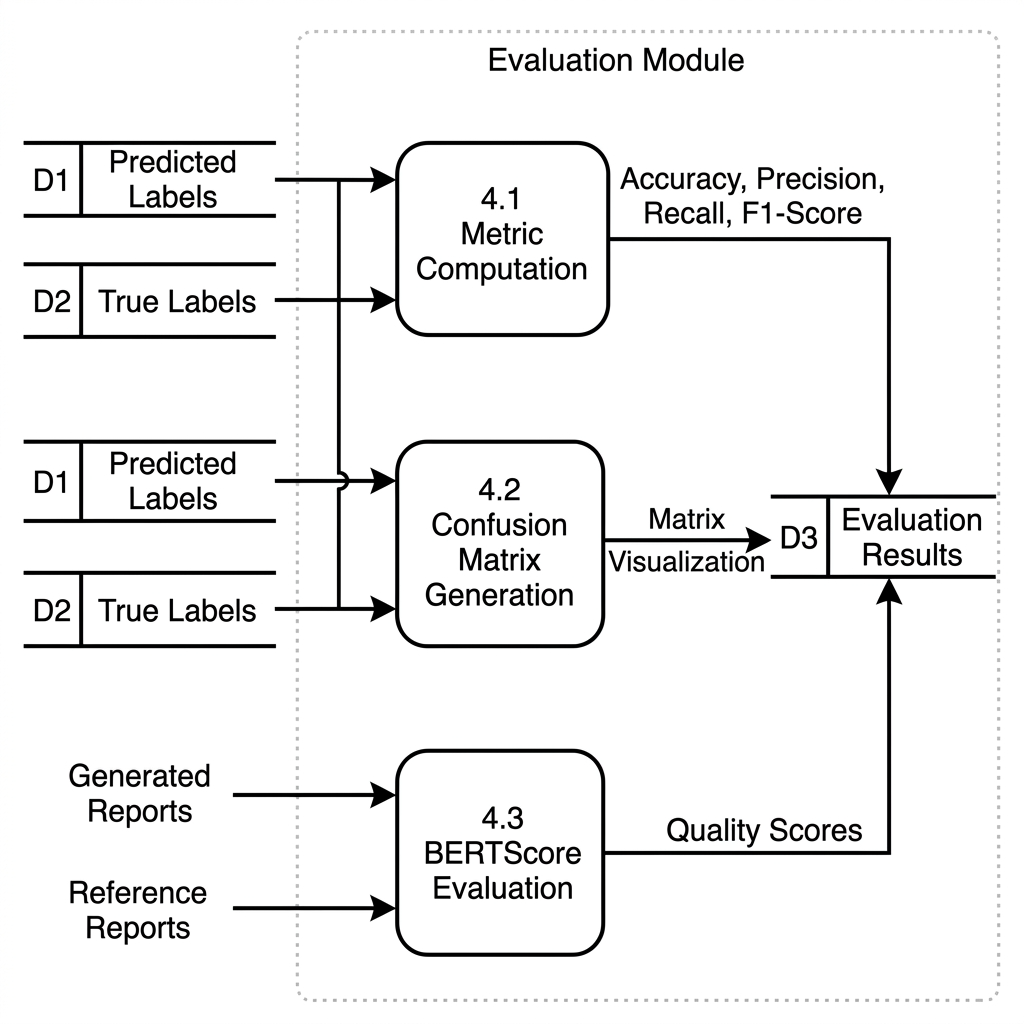 Evaluation Module
D1
Predicted
Labels
D2
True Labels
4.1
Metric
Computation
Accuracy, Precision,
Recall, F1-Score
D1
Predicted
Labels
D2
True Labels
4.2
Confusion
Matrix
Generation
Matrix
Visualization
D3
Evaluation
Results
Generated
Reports
Reference
Reports
4.3
BERTScore
Evaluation
Quality Scores